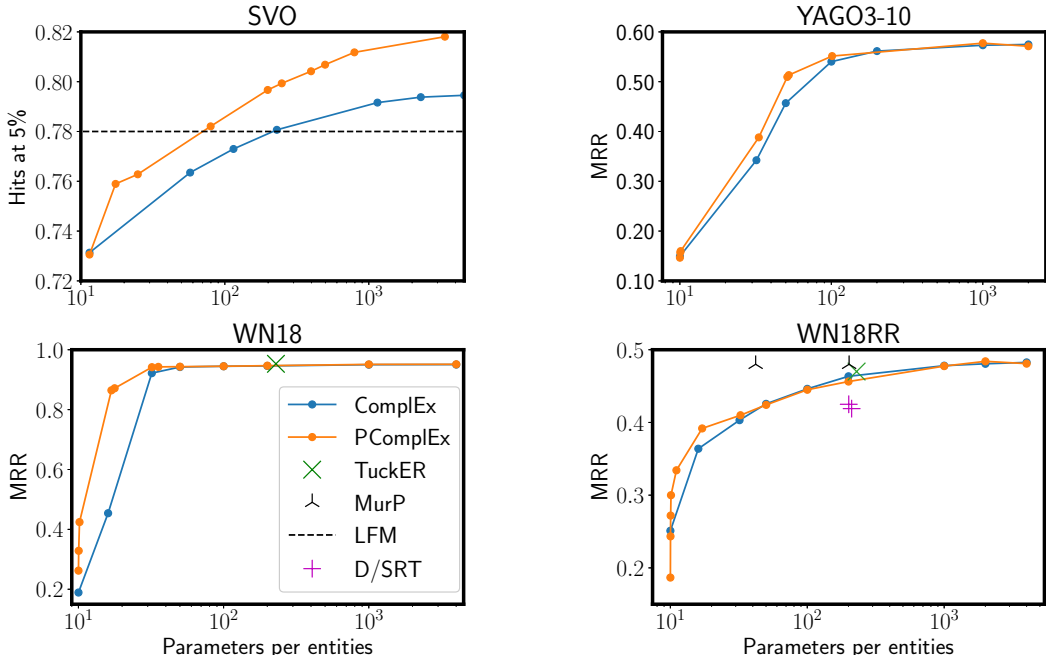 SVO
0.82
0.80
0.78
0.76
0.74
0.72
Hits at 5%
10^1
10^2
10^3
YAGO3-10
0.60
0.50
0.40
0.30
0.20
0.10
MRR
10^1
10^2
10^3
WN18
1.0
0.8
0.6
0.4
0.2
MRR
10^1
10^2
10^3
Parameters per entities
ComplEx
PComplEx
TuckER
MurP
LFM
D/SRT
WN18RR
0.5
0.4
0.3
0.2
MRR
10^1
10^2
10^3
Parameters per entities